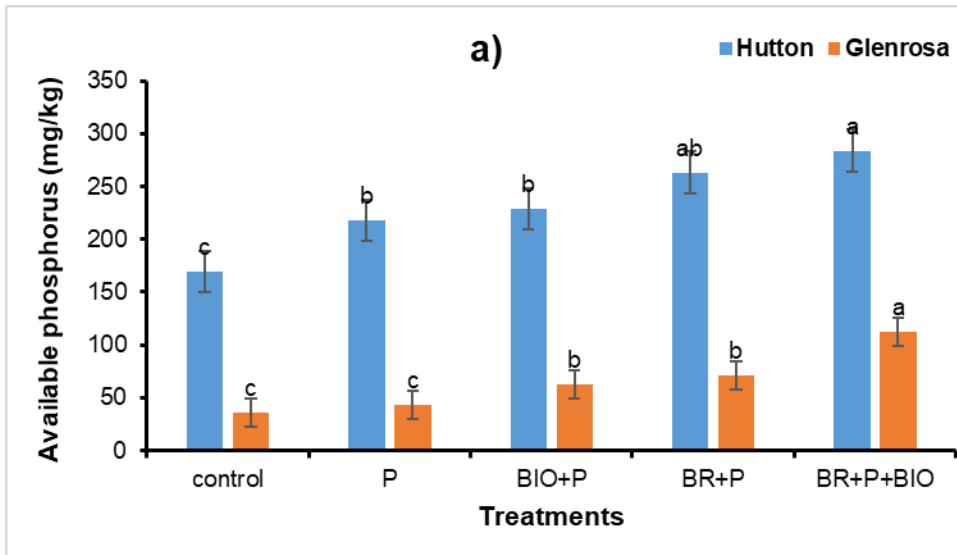 a)
Hutton Glenrosa
Available phosphorus (mg/kg)
350
300
250
200
150
100
50
0
c
c
b
c
b
b
ab
b
a
a
control P BIO+P BR+P BR+P+BIO
Treatments